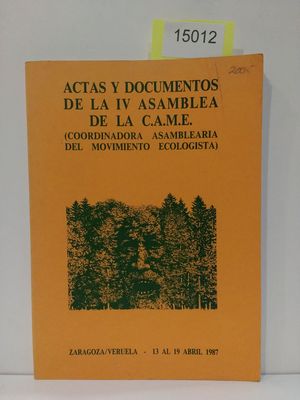 15012
2005
ACTAS Y DOCUMENTOS
DE LA IV ASAMBLEA
DE LA C.A.M.E.
(COORDINADORA ASAMBLEARIA
DEL MOVIMIENTO ECOLOGISTA)
ZARAGOZA/VERUELA - 13 AL 19 ABRIL 1987